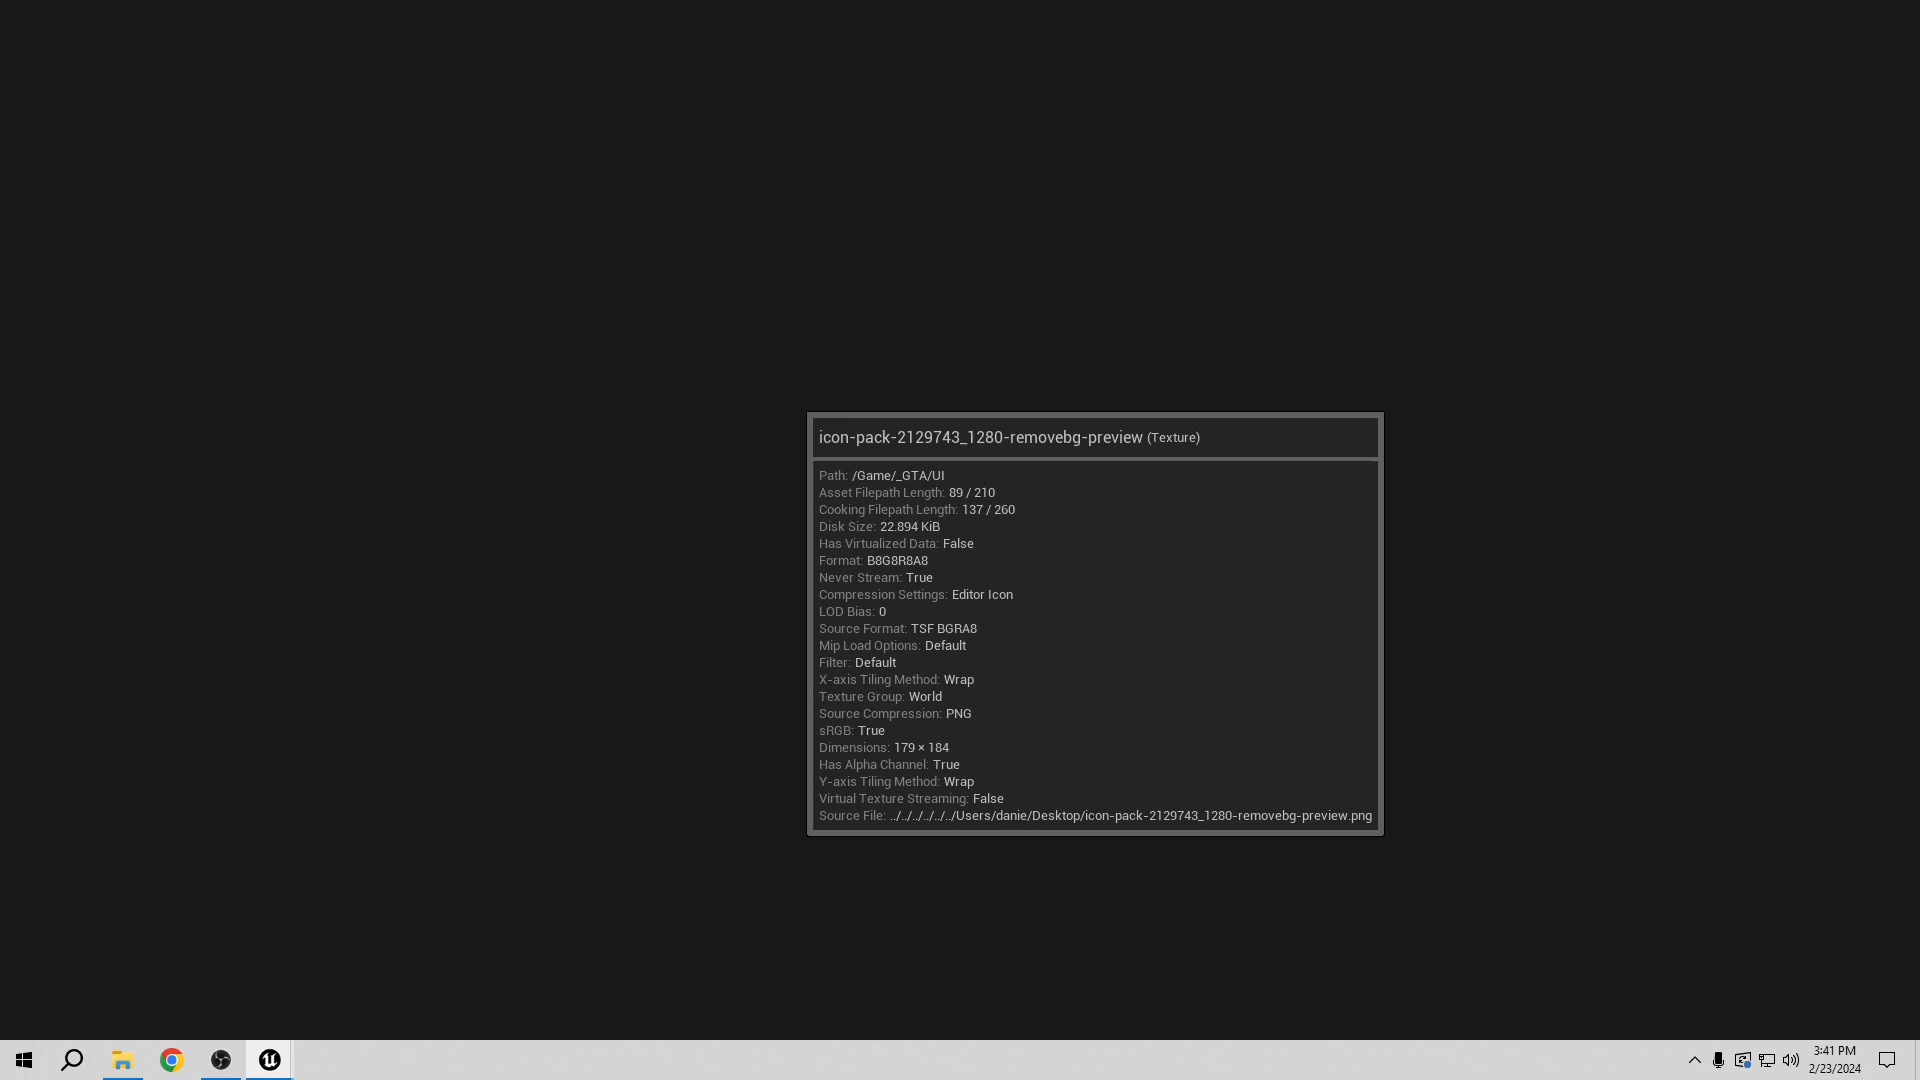 icon-pack-2129743_1280-removebg-preview (Texture)
Path: /Game/_GTA/UI
Asset Filepath Length: 89 / 210
Cooking Filepath Length: 137 / 260
Disk Size: 22.894 KiB
Has Virtualized Data: False
Format: B8G8R8A8
Never Stream: True
Compression Settings: Editor Icon
LOD Bias: 0
Source Format: TSF BGRA8
Mip Load Options: Default
Filter: Default
X-axis Tiling Method: Wrap
Texture Group: World
Source Compression: PNG
sRGB: True
Dimensions: 179 × 184
Has Alpha Channel: True
Y-axis Tiling Method: Wrap
Virtual Texture Streaming: False
Source File: ../../../../../../Users/danie/Desktop/icon-pack-2129743_1280-removebg-preview.png
3:41 PM
2/23/2024